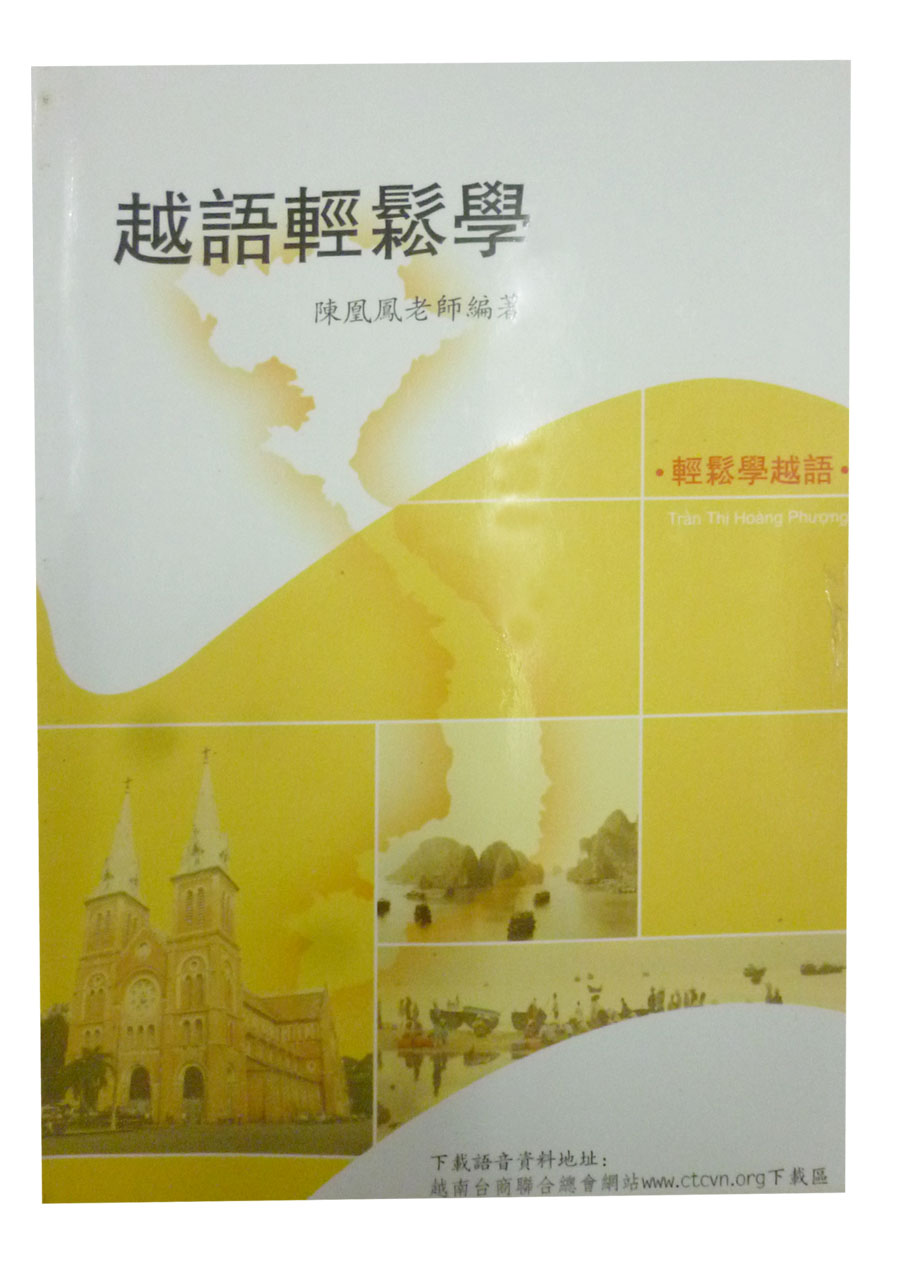 越語輕鬆學
陳凰鳳老師編著
·輕鬆學越語·
Trần Thị Hoàng Phượng
下載語音資料地址:
越南台商聯合總會網站www.ctcvn.org下載區